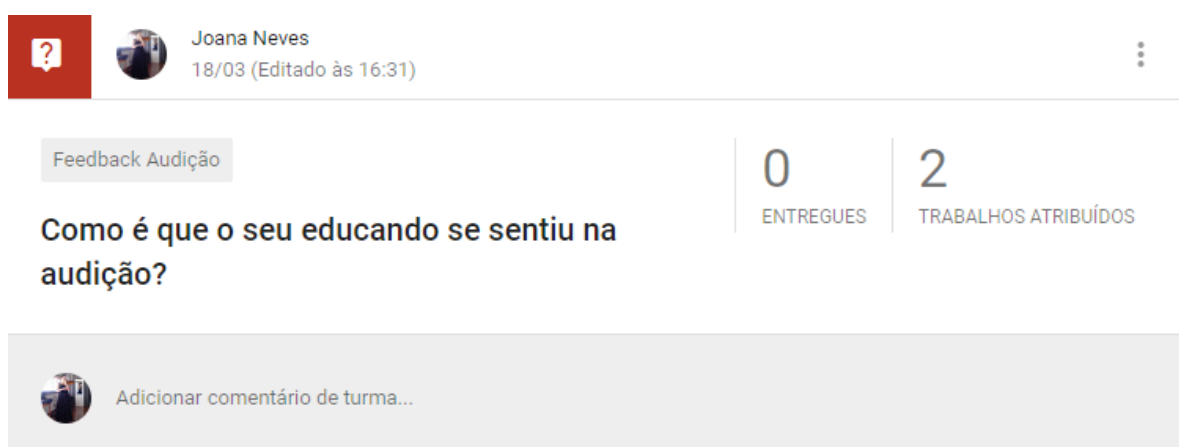 Joana Neves
18/03 (Editado às 16:31)
Feedback Audição
Como é que o seu educando se sentiu na
audição?
0
ENTREGUES
2
TRABALHOS ATRIBUÍDOS
Adicionar comentário de turma...